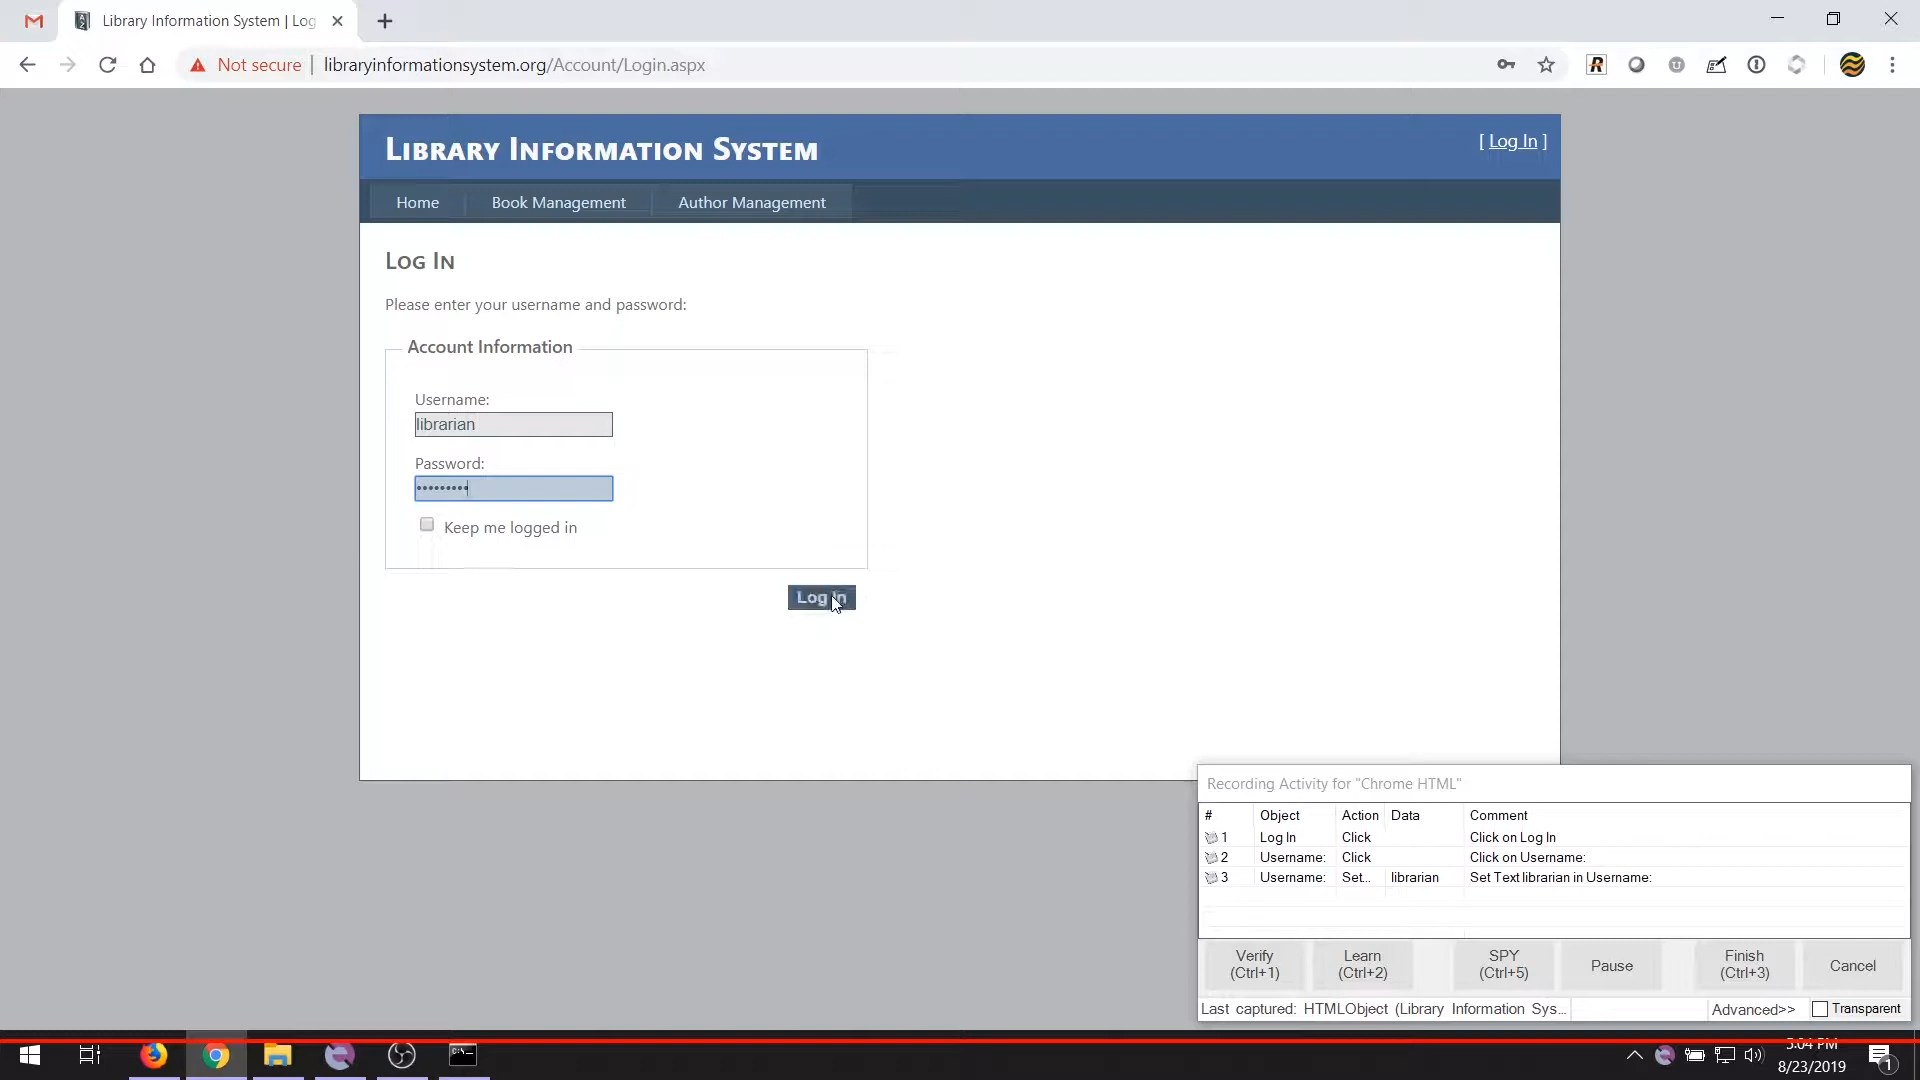 Library Information System | Log
Not secure | libraryinformationsystem.org/Account/Login.aspx
Library Information System
[ Log In ]
Home
Book Management
Author Management
Log In
Please enter your username and password:
Account Information
Username:
librarian
Password:
•••••••••
Keep me logged in
Log In
Recording Activity for "Chrome HTML"
# Object Action Data Comment
1 Log In Click Click on Log In
2 Username: Click Click on Username:
3 Username: Set... librarian Set Text librarian in Username:
Verify (Ctrl+1)
Learn (Ctrl+2)
SPY (Ctrl+5)
Pause
Finish (Ctrl+3)
Cancel
Last captured: HTMLObject (Library Information Sys...
Advanced>>
Transparent
5:04 PM
8/23/2019
1